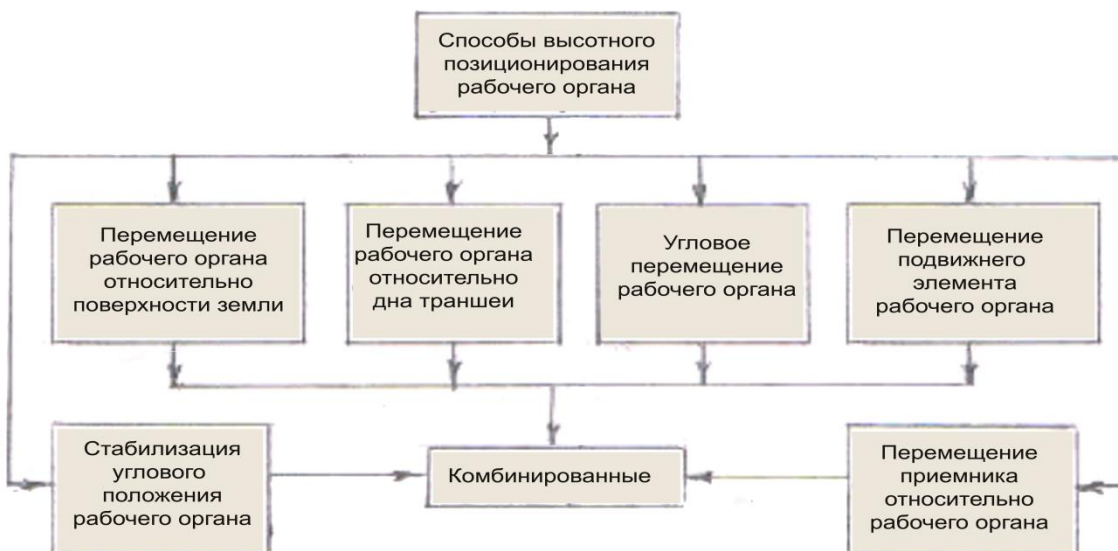 Способы высотного
позиционирования
рабочего органа
Перемещение
рабочего органа
относительно
поверхности земли
Перемещение
рабочего органа
относительно
дна траншеи
Угловое
перемещение
рабочего органа
Перемещение
подвижнего
элемента
рабочего органа
Стабилизация
углового
положения
рабочего органа
Комбинированные
Перемещение
приемника
относительно
рабочего органа